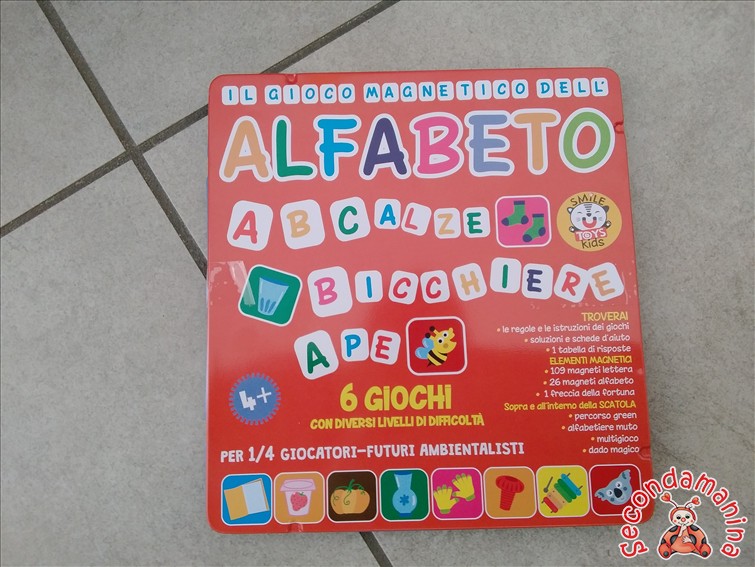 IL GIOCO MAGNETICO DELL'
ALFABETO
A B CALZE
SMILE
TOYS
Kids
BICCHIERE
APE
TROVERAI
• le regole e le istruzioni dei giochi
• soluzioni e schede d'aiuto
• 1 tabella di risposte
ELEMENTI MAGNETICI
• 109 magneti lettera
• 26 magneti alfabeto
• 1 freccia della fortuna
Sopra e all'interno della SCATOLA
• percorso green
• alfabetiere muto
• multigioco
• dado magico
4+
6 GIOCHI
CON DIVERSI LIVELLI DI DIFFICOLTÀ
PER 1/4 GIOCATORI-FUTURI AMBIENTALISTI
secondamanina